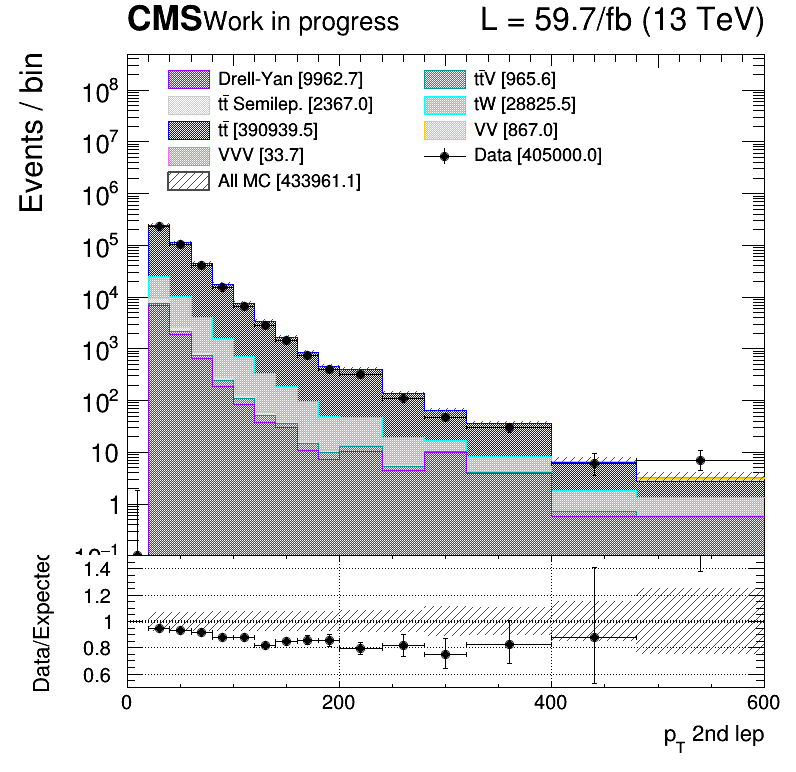 CMS Work in progress L = 59.7/fb (13 TeV)
Events / bin
Drell-Yan [9962.7] tt̄V [965.6]
tt̄ Semilep. [2367.0] tW [28825.5]
tt̄ [390939.5] VV [867.0]
VVV [33.7] Data [405000.0]
All MC [433961.1]
10⁸
10⁷
10⁶
10⁵
10⁴
10³
10²
10
1
10⁻¹
Data/Expected
1.4
1.2
1
0.8
0.6
0 200 400 600
p_T 2nd lep